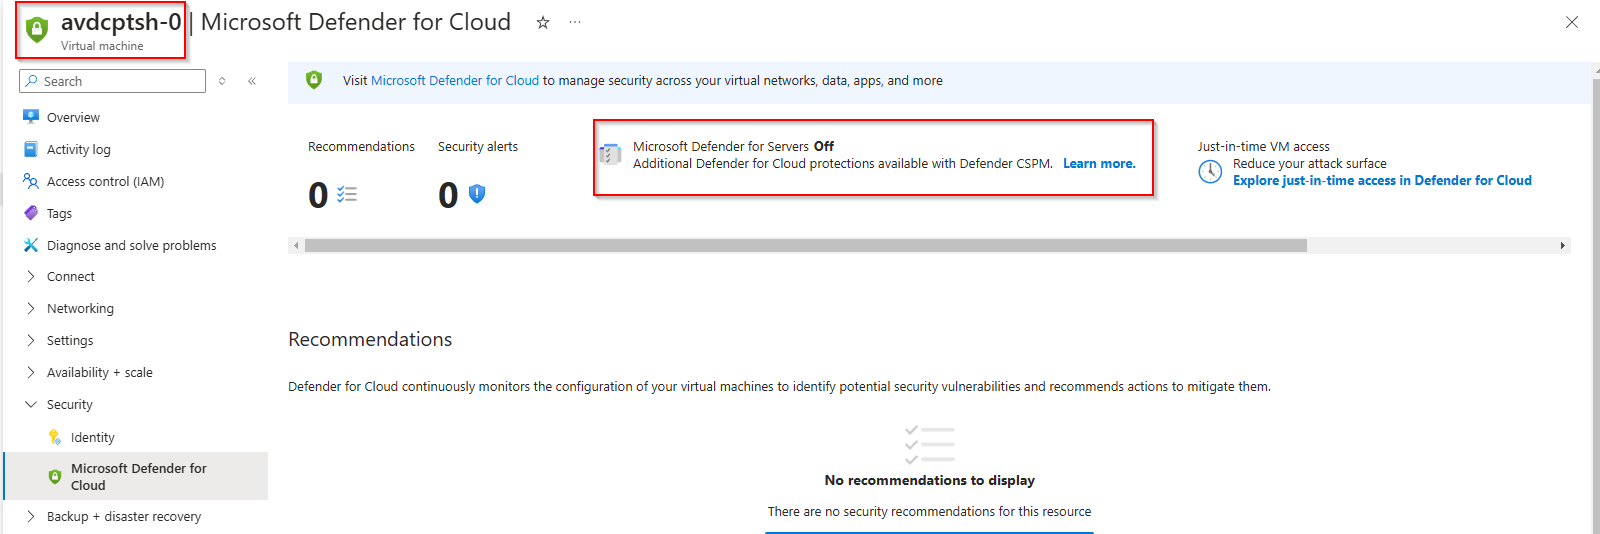 avdcptsh-0 | Microsoft Defender for Cloud ☆ ···
Virtual machine
Search
Overview
Activity log
Access control (IAM)
Tags
Diagnose and solve problems
Connect
Networking
Settings
Availability + scale
Security
Identity
Microsoft Defender for
Cloud
Backup + disaster recovery
Visit Microsoft Defender for Cloud to manage security across your virtual networks, data, apps, and more
Recommendations
0
Security alerts
0
Microsoft Defender for Servers Off
Additional Defender for Cloud protections available with Defender CSPM. Learn more.
Just-in-time VM access
Reduce your attack surface
Explore just-in-time access in Defender for Cloud
Recommendations
Defender for Cloud continuously monitors the configuration of your virtual machines to identify potential security vulnerabilities and recommends actions to mitigate them.
No recommendations to display
There are no security recommendations for this resource